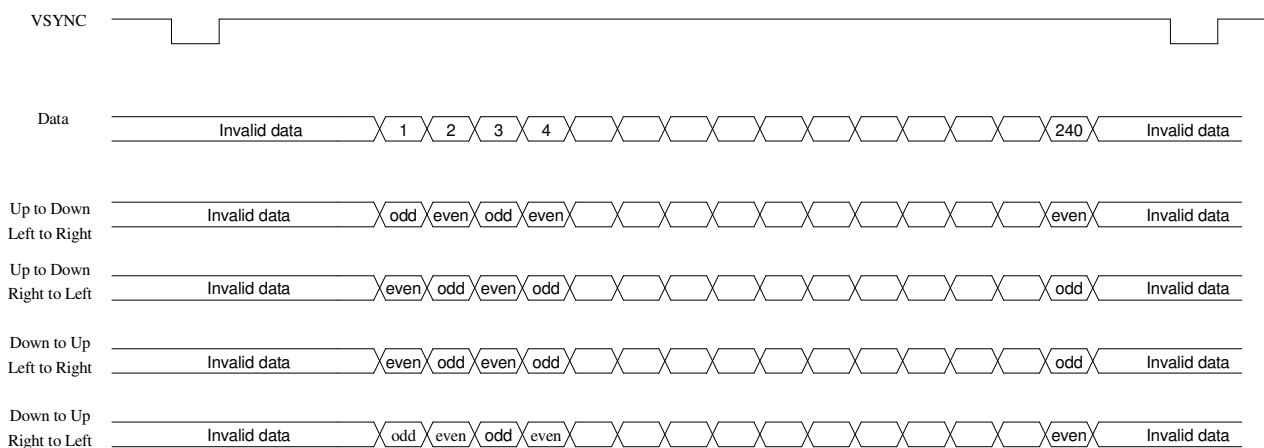 VSYNC
Data Invalid data 1 2 3 4 240 Invalid data
Up to Down
Left to Right
Invalid data odd even odd even even Invalid data
Up to Down
Right to Left
Invalid data even odd even odd odd Invalid data
Down to Up
Left to Right
Invalid data even odd even odd odd Invalid data
Down to Up
Right to Left
Invalid data odd even odd even even Invalid data